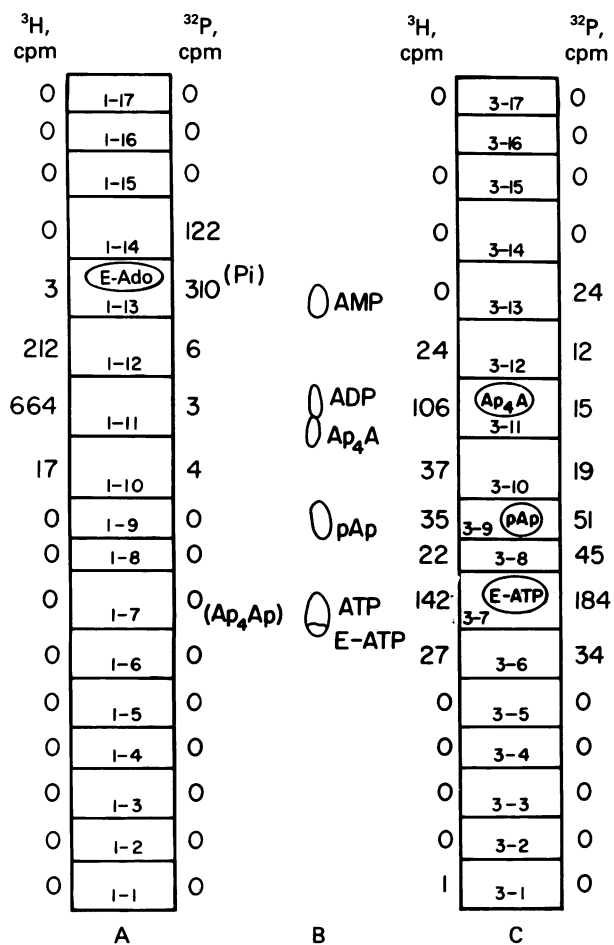 ³H, cpm ³²P, cpm ³H, cpm ³²P, cpm
0 1-17 0 0 3-17 0
0 1-16 0 0 3-16 0
0 1-15 0 0 3-15 0
0 1-14 122 0 3-14 0
3 E-Ado 1-13 310 (Pi) AMP 0 3-13 24
212 1-12 6 24 3-12 12
664 1-11 3 ADP Ap₄A 106 Ap₄A 3-11 15
17 1-10 4 37 3-10 19
0 1-9 0 pAp 35 3-9 pAp 51
0 1-8 0 22 3-8 45
0 1-7 0 (Ap₄Ap) ATP 142 E-ATP 3-7 184
0 1-6 0 E-ATP 27 3-6 34
0 1-5 0 0 3-5 0
0 1-4 0 0 3-4 0
0 1-3 0 0 3-3 0
0 1-2 0 0 3-2 0
0 1-1 0 1 3-1 0
A B C